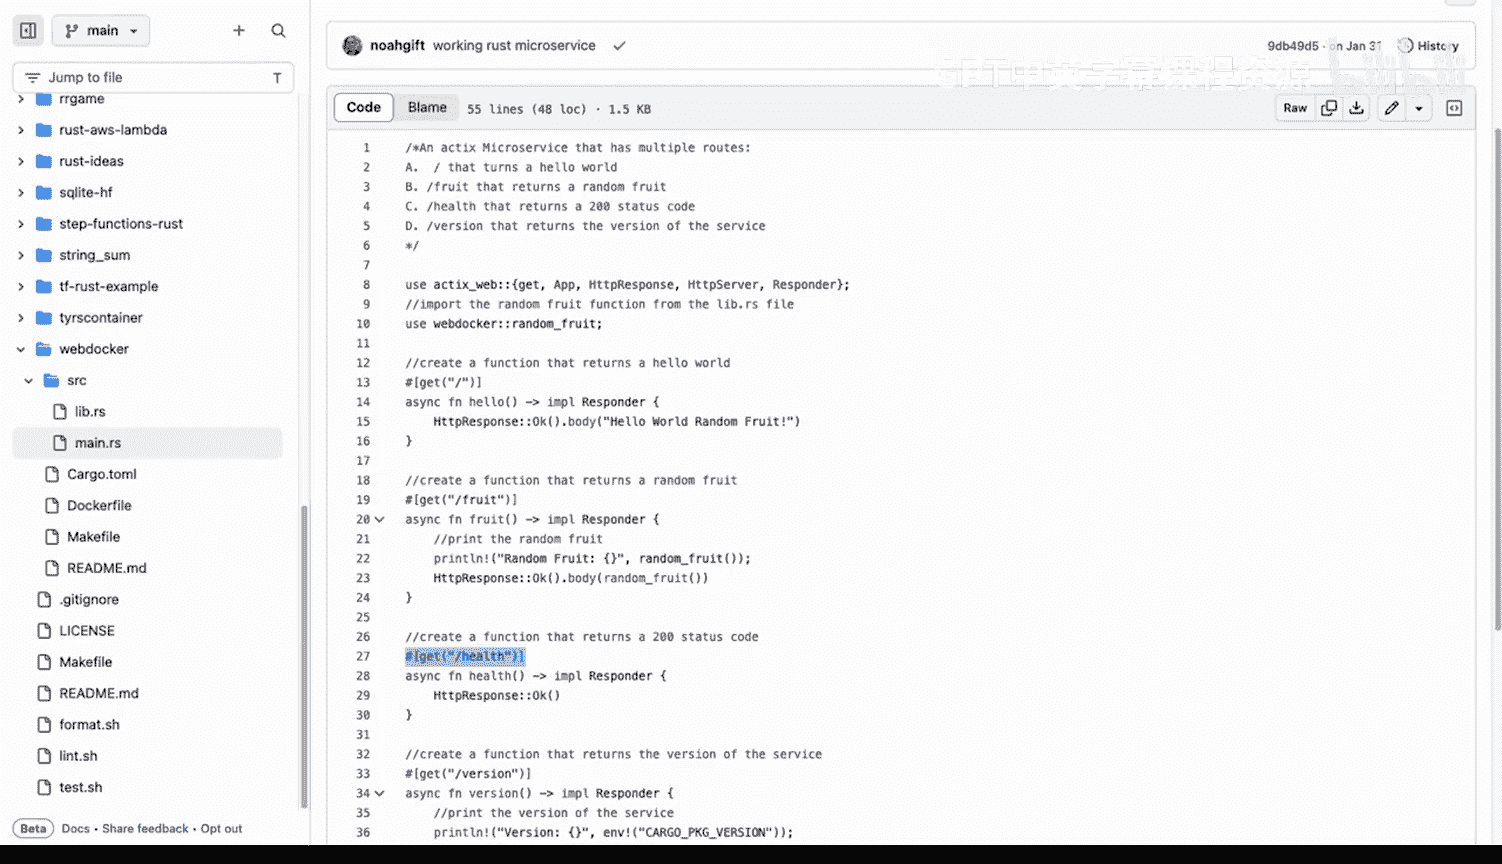 main
Jump to file
T
rrgame
rust-aws-lambda
rust-ideas
sqlite-hf
step-functions-rust
string_sum
tf-rust-example
tyrscontainer
webdocker
src
lib.rs
main.rs
Cargo.toml
Dockerfile
Makefile
README.md
.gitignore
LICENSE
Makefile
README.md
format.sh
lint.sh
test.sh
Beta Docs • Share feedback • Opt out
noahgift working rust microservice
9db49d5 · on Jan 31 History
GPT中英字幕课程资源
Code Blame 55 lines (48 loc) · 1.5 KB
Raw
1 /*An actix Microservice that has multiple routes:
2 A.  / that turns a hello world
3 B. /fruit that returns a random fruit
4 C. /health that returns a 200 status code
5 D. /version that returns the version of the service
6 */
7
8 use actix_web::{get, App, HttpResponse, HttpServer, Responder};
9 //import the random fruit function from the lib.rs file
10 use webdocker::random_fruit;
11
12 //create a function that returns a hello world
13 #[get("/")]
14 async fn hello() -> impl Responder {
15     HttpResponse::Ok().body("Hello World Random Fruit!")
16 }
17
18 //create a function that returns a random fruit
19 #[get("/fruit")]
20 async fn fruit() -> impl Responder {
21     //print the random fruit
22     println!("Random Fruit: {}", random_fruit());
23     HttpResponse::Ok().body(random_fruit())
24 }
25
26 //create a function that returns a 200 status code
27 #[get("/health")]
28 async fn health() -> impl Responder {
29     HttpResponse::Ok()
30 }
31
32 //create a function that returns the version of the service
33 #[get("/version")]
34 async fn version() -> impl Responder {
35     //print the version of the service
36     println!("Version: {}", env!("CARGO_PKG_VERSION"));